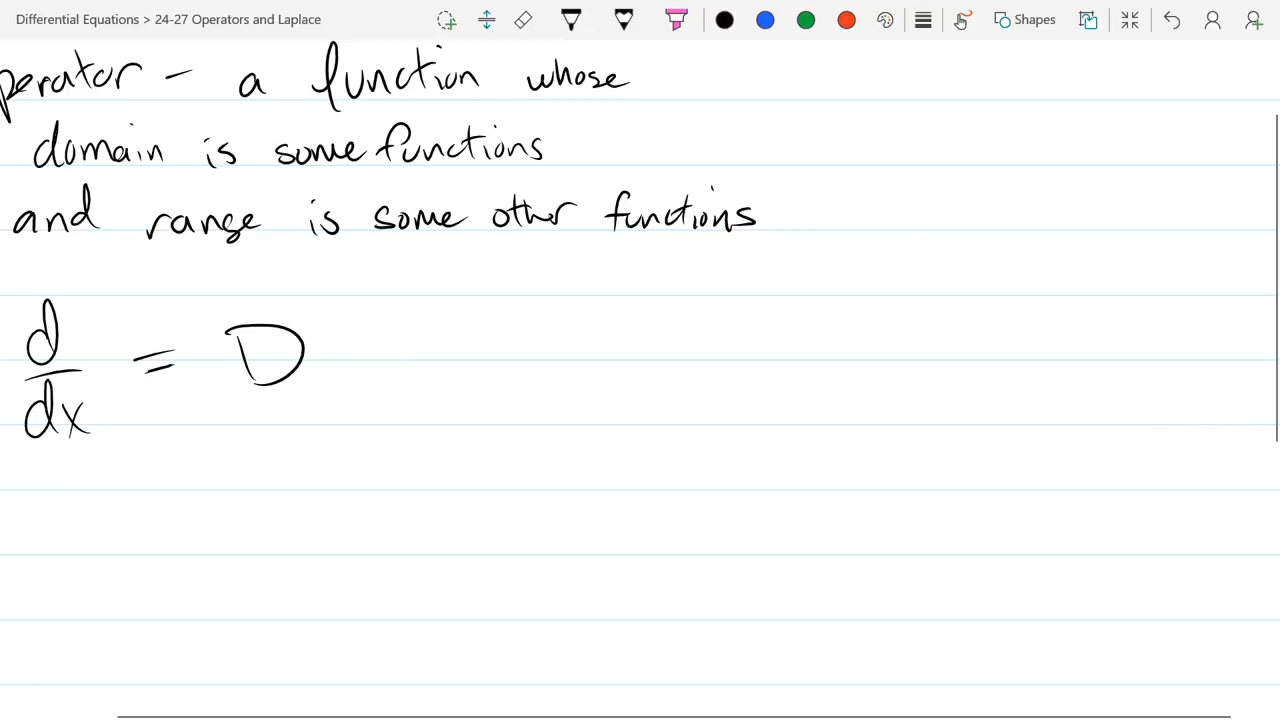 Differential Equations > 24-27 Operators and Laplace
Shapes
perator - a function whose
domain is some functions
and range is some other functions
d/dx = D